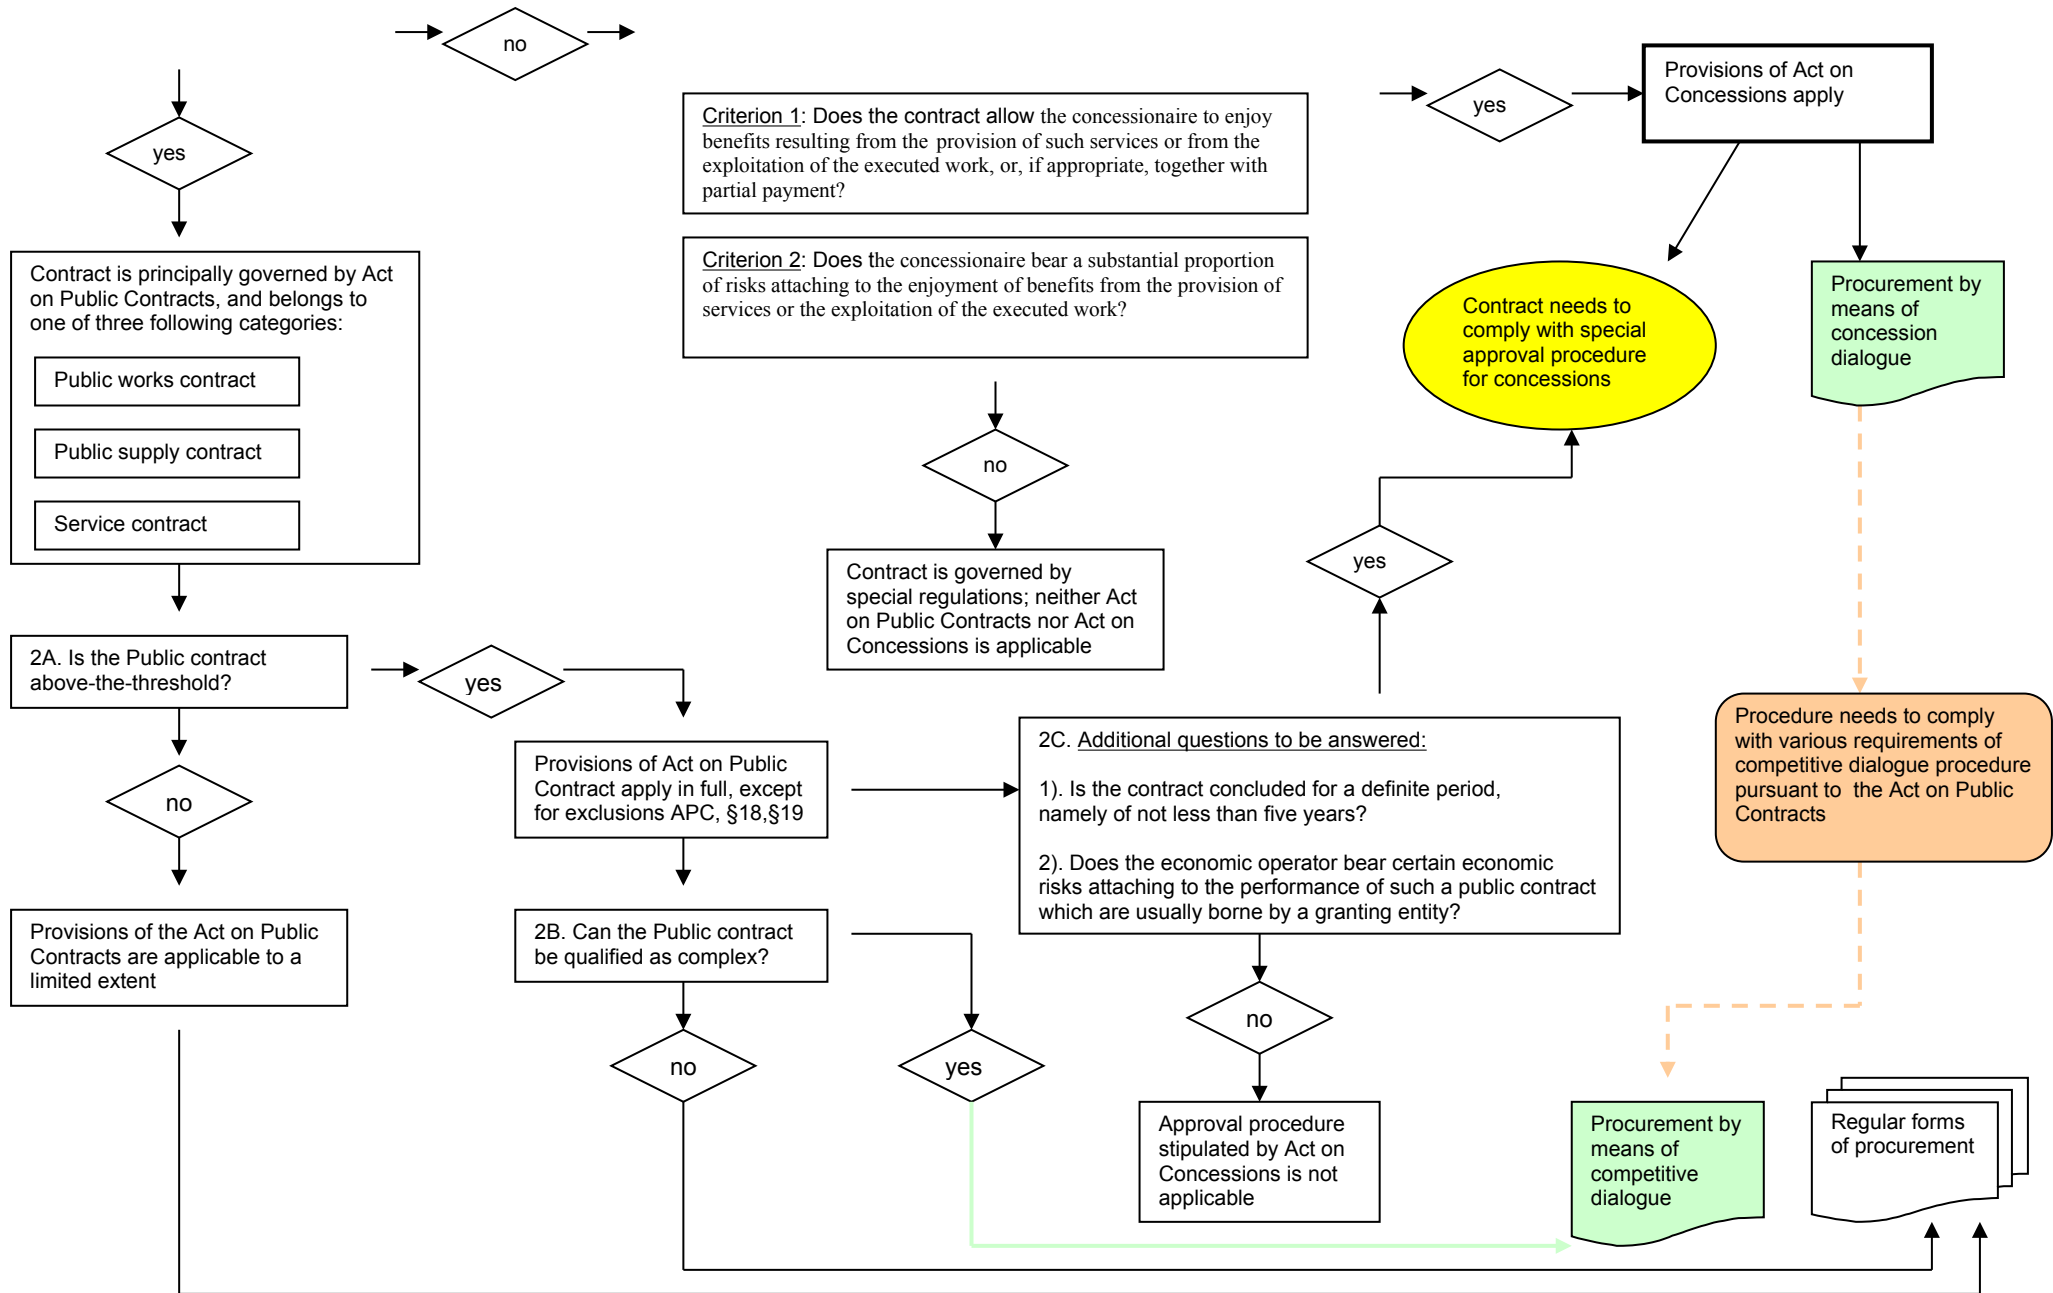 no
yes
Provisions of Act on
Concessions apply
Criterion 1: Does the contract allow the concessionaire to enjoy
benefits resulting from the provision of such services or from the
exploitation of the executed work, or, if appropriate, together with
partial payment?
yes
Criterion 2: Does the concessionaire bear a substantial proportion
of risks attaching to the enjoyment of benefits from the provision of
services or the exploitation of the executed work?
Contract is principally governed by Act
on Public Contracts, and belongs to
one of three following categories:
Public works contract
Public supply contract
Service contract
Contract needs to
comply with special
approval procedure
for concessions
Procurement by
means of
concession
dialogue
no
yes
Contract is governed by
special regulations; neither Act
on Public Contracts nor Act on
Concessions is applicable
2A. Is the Public contract
above-the-threshold?
yes
Provisions of Act on Public
Contract apply in full, except
for exclusions APC, §18,§19
2C. Additional questions to be answered:
1). Is the contract concluded for a definite period,
namely of not less than five years?
2). Does the economic operator bear certain economic
risks attaching to the performance of such a public contract
which are usually borne by a granting entity?
Procedure needs to comply
with various requirements of
competitive dialogue procedure
pursuant to the Act on Public
Contracts
no
Provisions of the Act on Public
Contracts are applicable to a
limited extent
2B. Can the Public contract
be qualified as complex?
no
no
yes
Approval procedure
stipulated by Act on
Concessions is not
applicable
Procurement by
means of
competitive
dialogue
Regular forms
of procurement